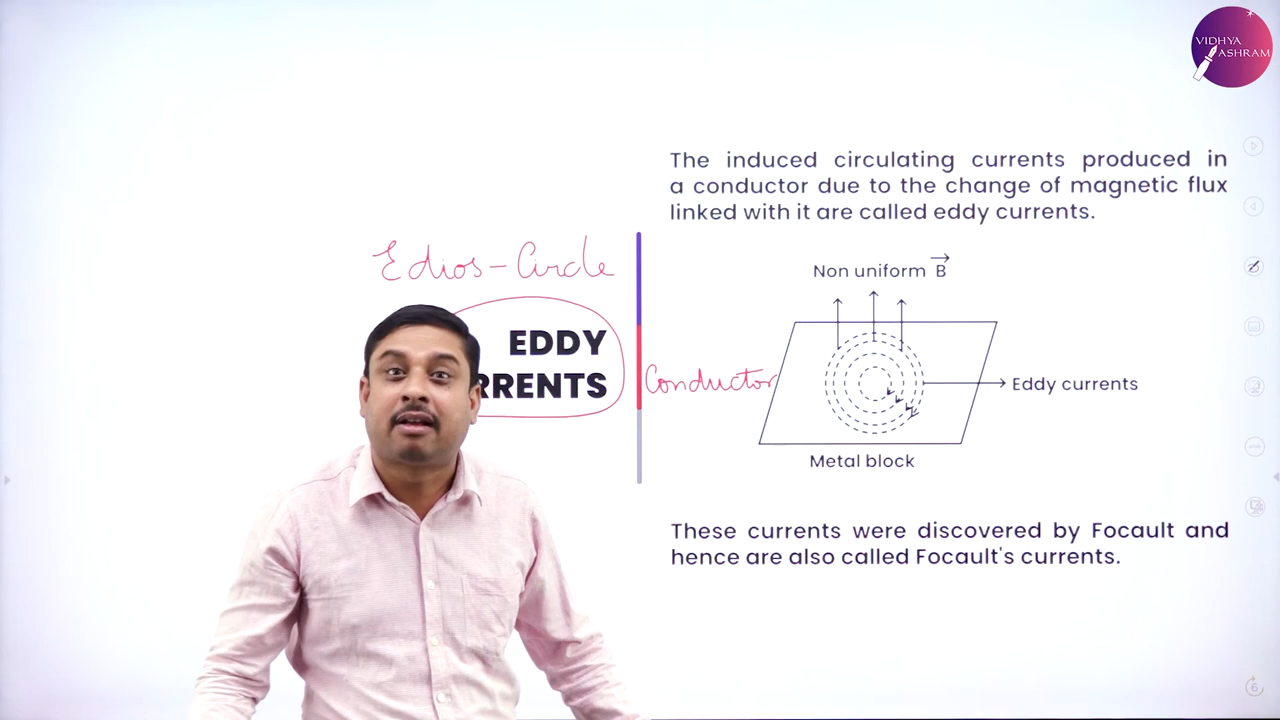 VIDHYA
ASHRAM
The induced circulating currents produced in
a conductor due to the change of magnetic flux
linked with it are called eddy currents.
Edios - Circle
Non uniform B
EDDY
RRENTS
Conductor
Eddy currents
Metal block
These currents were discovered by Focault and
hence are also called Focault's currents.
6